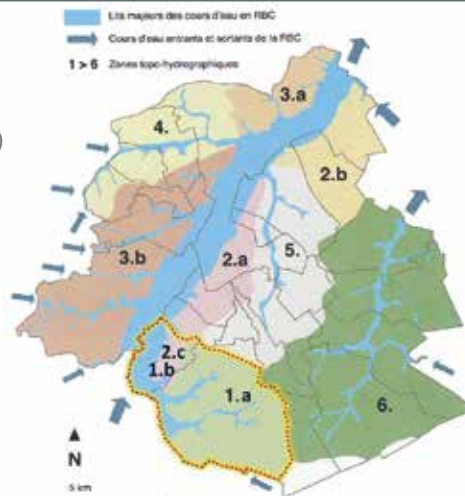 Lits majeurs des cours d'eau en RBC
Cours d'eau entrants et sortants de la RBC
1 > 6 Zones topo-hydrographiques
3.a
4.
2.b
3.b
2.a
5.
2.c
1.b
1.a
6.
N
5 km